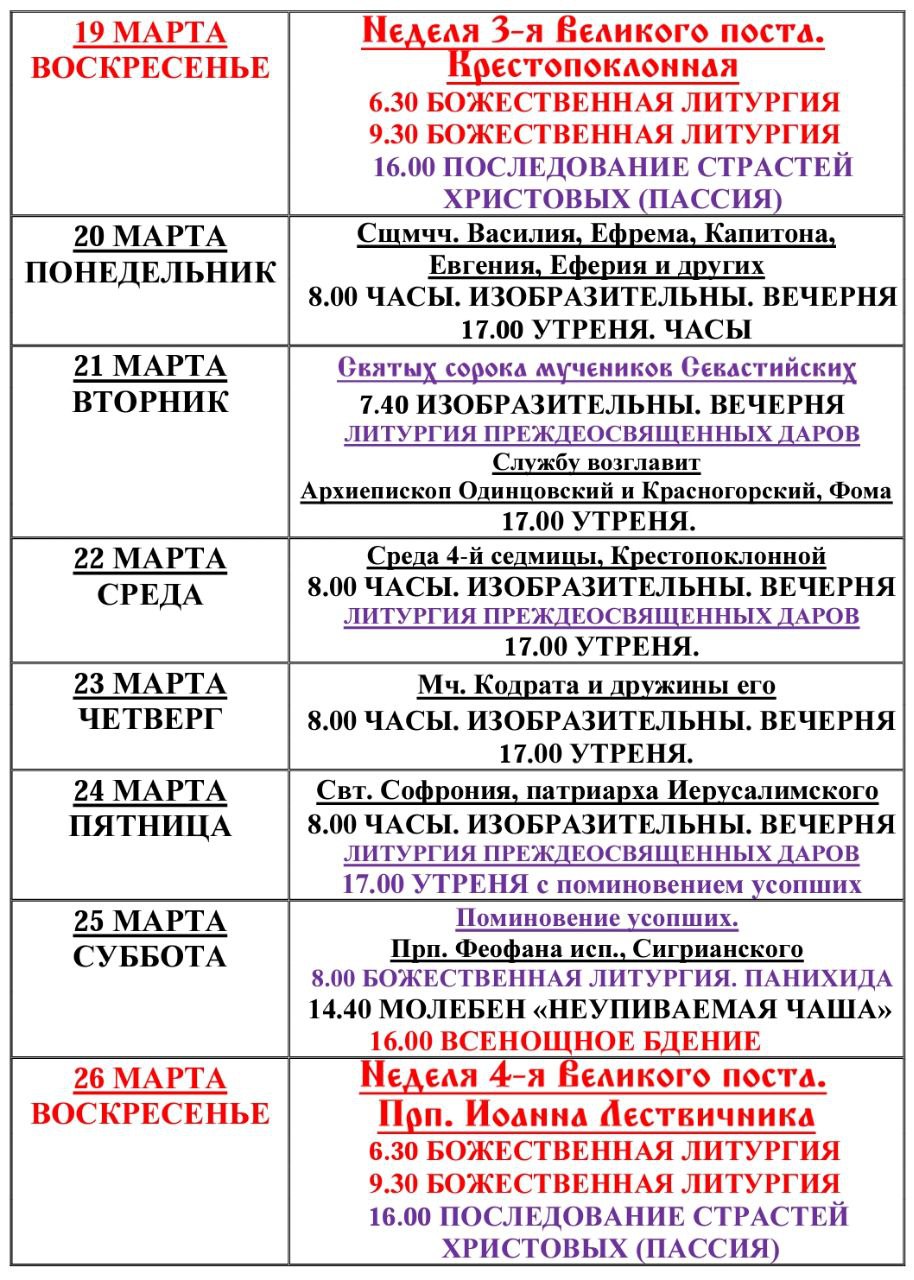 19 МАРТА
ВОСКРЕСЕНЬЕ
Неделя 3-я Великого поста.
Крестопоклонная
6.30 БОЖЕСТВЕННАЯ ЛИТУРГИЯ
9.30 БОЖЕСТВЕННАЯ ЛИТУРГИЯ
16.00 ПОСЛЕДОВАНИЕ СТРАСТЕЙ
ХРИСТОВЫХ (ПАССИЯ)
20 МАРТА
ПОНЕДЕЛЬНИК
Сщмчч. Василия, Ефрема, Капитона,
Евгения, Еферия и других
8.00 ЧАСЫ. ИЗОБРАЗИТЕЛЬНЫ. ВЕЧЕРНЯ
17.00 УТРЕНЯ. ЧАСЫ
21 МАРТА
ВТОРНИК
Святых сорока мучеников Севастийских
7.40 ИЗОБРАЗИТЕЛЬНЫ. ВЕЧЕРНЯ
ЛИТУРГИЯ ПРЕЖДЕОСВЯЩЕННЫХ ДАРОВ
Службу возглавит
Архиепископ Одинцовский и Красногорский, Фома
17.00 УТРЕНЯ.
22 МАРТА
СРЕДА
Среда 4-й седмицы, Крестопоклонной
8.00 ЧАСЫ. ИЗОБРАЗИТЕЛЬНЫ. ВЕЧЕРНЯ
ЛИТУРГИЯ ПРЕЖДЕОСВЯЩЕННЫХ ДАРОВ
17.00 УТРЕНЯ.
23 МАРТА
ЧЕТВЕРГ
Мч. Кодрата и дружины его
8.00 ЧАСЫ. ИЗОБРАЗИТЕЛЬНЫ. ВЕЧЕРНЯ
17.00 УТРЕНЯ.
24 МАРТА
ПЯТНИЦА
Свт. Софрония, патриарха Иерусалимского
8.00 ЧАСЫ. ИЗОБРАЗИТЕЛЬНЫ. ВЕЧЕРНЯ
ЛИТУРГИЯ ПРЕЖДЕОСВЯЩЕННЫХ ДАРОВ
17.00 УТРЕНЯ с поминовением усопших
25 МАРТА
СУББОТА
Поминовение усопших.
Прп. Феофана исп., Сигрианского
8.00 БОЖЕСТВЕННАЯ ЛИТУРГИЯ. ПАНИХИДА
14.40 МОЛЕБЕН «НЕУПИВАЕМАЯ ЧАША»
16.00 ВСЕНОЩНОЕ БДЕНИЕ
26 МАРТА
ВОСКРЕСЕНЬЕ
Неделя 4-я Великого поста.
Прп. Иоанна Лествичника
6.30 БОЖЕСТВЕННАЯ ЛИТУРГИЯ
9.30 БОЖЕСТВЕННАЯ ЛИТУРГИЯ
16.00 ПОСЛЕДОВАНИЕ СТРАСТЕЙ
ХРИСТОВЫХ (ПАССИЯ)